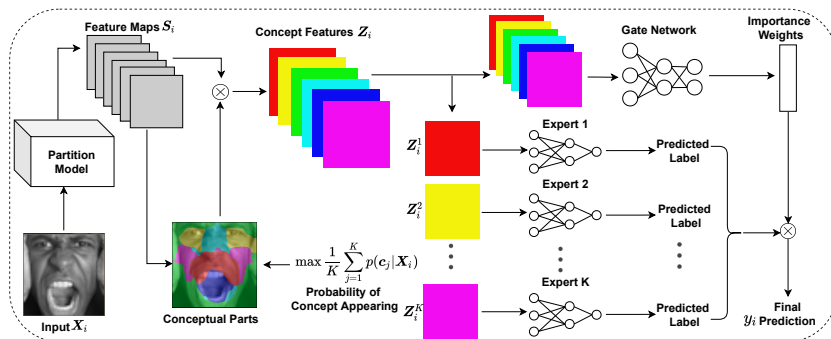 Feature Maps S_i
Partition
Model
Input X_i
Concept Features Z_i
Conceptual Parts
max 1/K ∑_{j=1}^{K} p(c_j|X_i)
Probability of
Concept Appearing
Gate Network
Importance
Weights
Z_i^1
Expert 1
Predicted
Label
Z_i^2
Expert 2
Predicted
Label
Z_i^K
Expert K
Predicted
Label
y_i
Final
Prediction